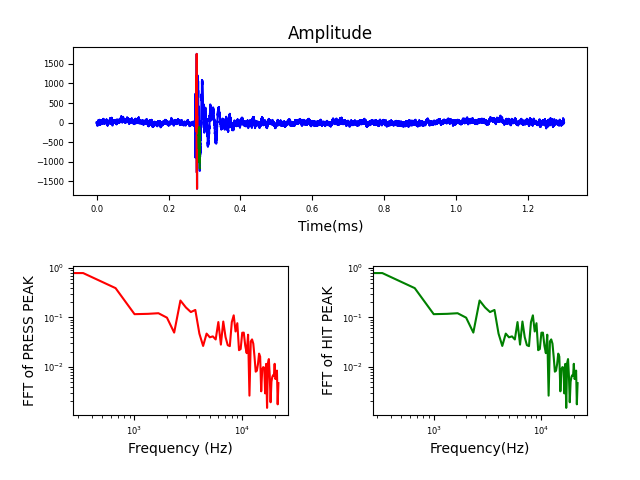 Amplitude
1500
1000
500
0
−500
−1000
−1500
0.0 0.2 0.4 0.6 0.8 1.0 1.2
Time(ms)
FFT of PRESS PEAK
10⁰
10⁻¹
10⁻²
10³ 10⁴
Frequency (Hz)
FFT of HIT PEAK
10⁰
10⁻¹
10⁻²
10³ 10⁴
Frequency(Hz)